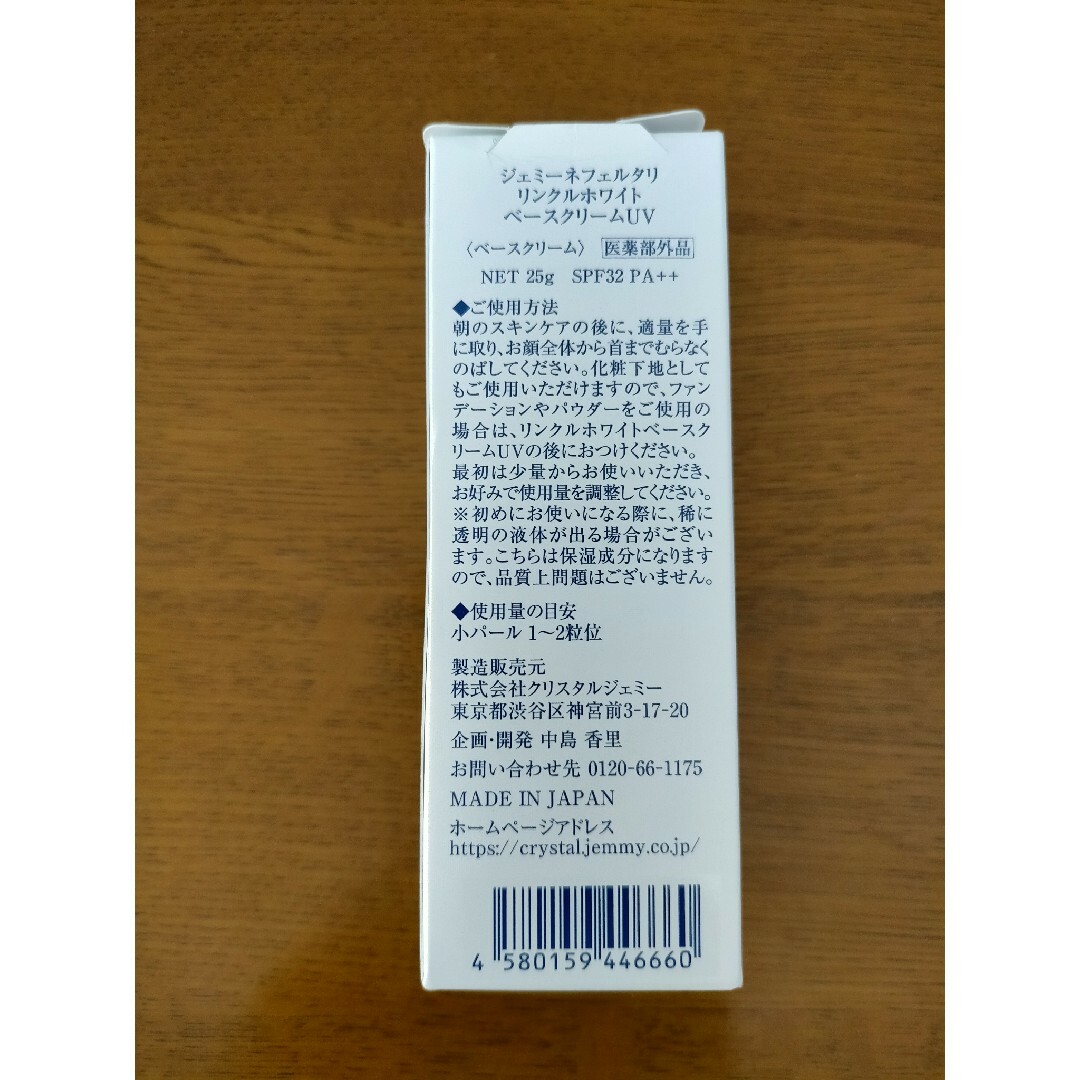 ジェミーネフェルタリ
リンクルホワイト
ベースクリームUV
〈ベースクリーム〉 医薬部外品
NET 25g SPF32 PA++
◆ご使用方法
朝のスキンケアの後に、適量を手
に取り、お顔全体から首までむらなく
のばしてください。化粧下地として
もご使用いただけますので、ファン
デーションやパウダーをご使用の
場合は、リンクルホワイトベースク
リームUVの後におつけください。
最初は少量からお使いいただき、
お好みで使用量を調整してください。
※初めにお使いになる際に、稀に
透明の液体が出る場合がござい
ます。こちらは保湿成分になります
ので、品質上問題はございません。
◆使用量の目安
小パール 1〜2粒位
製造販売元
株式会社クリスタルジェミー
東京都渋谷区神宮前3-17-20
企画・開発 中島 香里
お問い合わせ先 0120-66-1175
MADE IN JAPAN
ホームページアドレス
https://crystal.jemmy.co.jp/
4 580159 446660